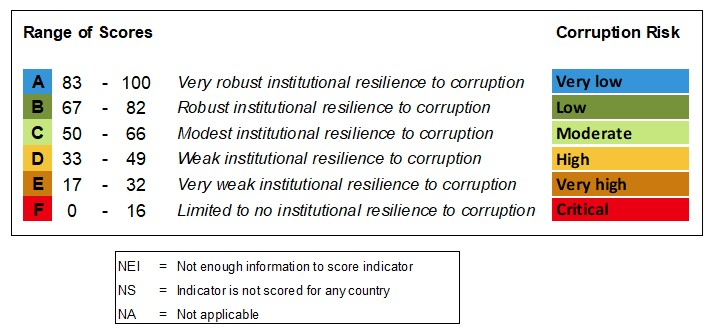 Range of Scores Corruption Risk
A 83 - 100 Very robust institutional resilience to corruption Very low
B 67 - 82 Robust institutional resilience to corruption Low
C 50 - 66 Modest institutional resilience to corruption Moderate
D 33 - 49 Weak institutional resilience to corruption High
E 17 - 32 Very weak institutional resilience to corruption Very high
F 0 - 16 Limited to no institutional resilience to corruption Critical
NEI = Not enough information to score indicator
NS = Indicator is not scored for any country
NA = Not applicable